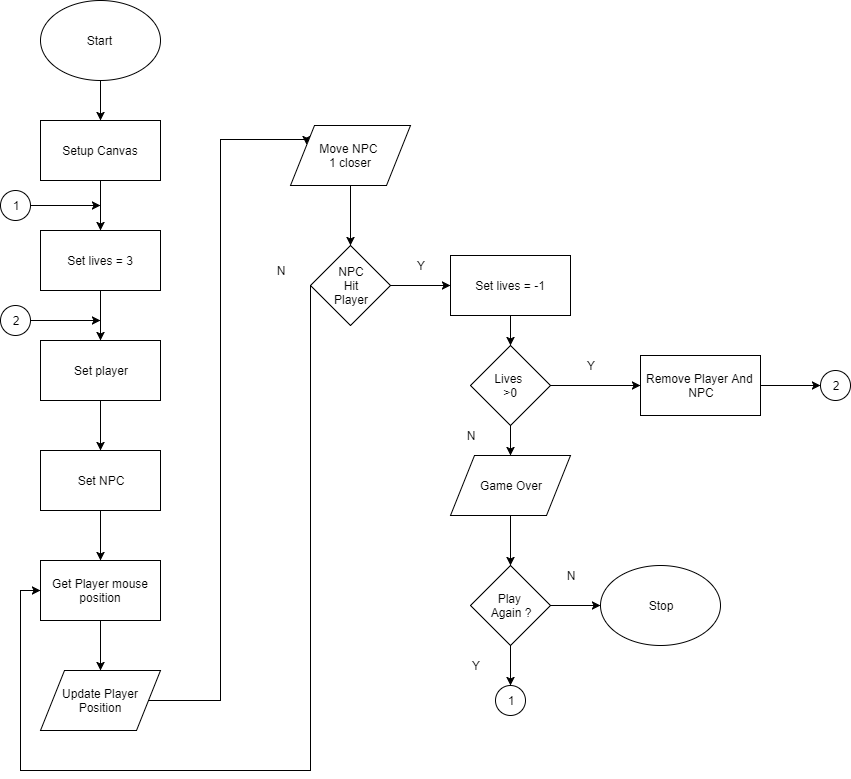 Start
Setup Canvas
1
Set lives = 3
2
Set player
Set NPC
Get Player mouse
position
Update Player
Position
Move NPC
1 closer
N
NPC
Hit
Player
Y
Set lives = -1
Lives
>0
Y
Remove Player And
NPC
2
N
Game Over
Play
Again ?
N
Stop
Y
1